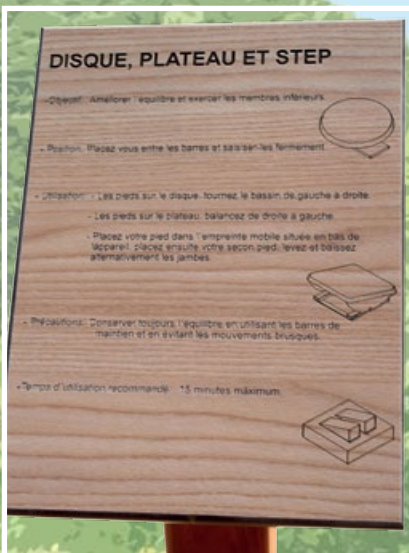 DISQUE, PLATEAU ET STEP
-Objectif : Améliorer l'équilibre et exercer les membres inférieurs.
- Position: Placez vous entre les barres et saisiser-les fermement
- Utilisation: - Les pieds sur le disque, tournez le bassin de gauche à droite.
- Les pieds sur le plateau, balancez de droite à gauche.
- Placez votre pied dans l'empreinte mobile située en bas de
l'appareil, placez ensuite votre secon pied, levez et baissez
alternativement les jambes.
- Précautions: Conserver toujours l'équilibre en utilisant les barres de
maintien et en évitant les mouvements brusques.
-Temps d'utilisation recommandé : 15 minutes máximum.